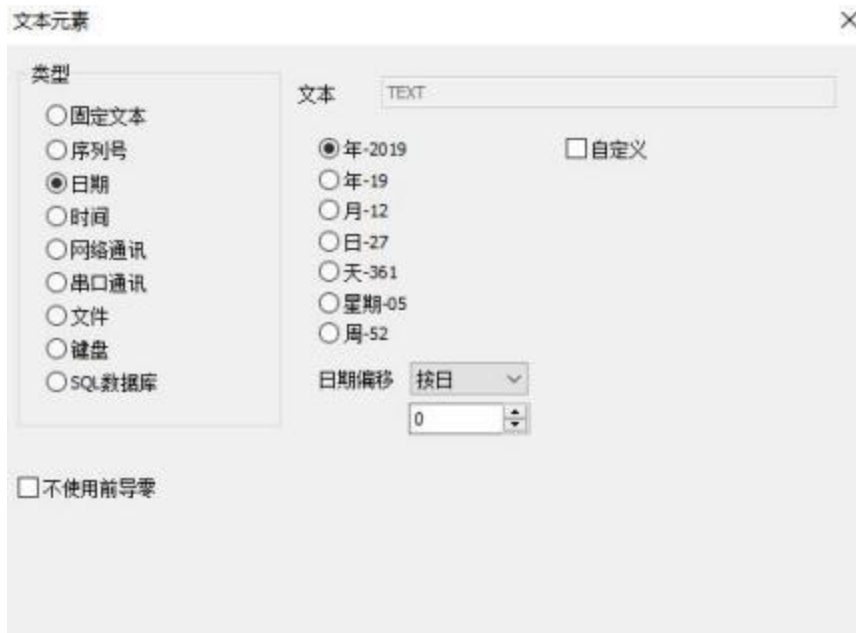 文本元素
类型
固定文本
序列号
日期
时间
网络通讯
串口通讯
文件
键盘
SQL数据库
文本 TEXT
年-2019 自定义
年-19
月-12
日-27
天-361
星期-05
周-52
日期偏移 按日
0
不使用前导零